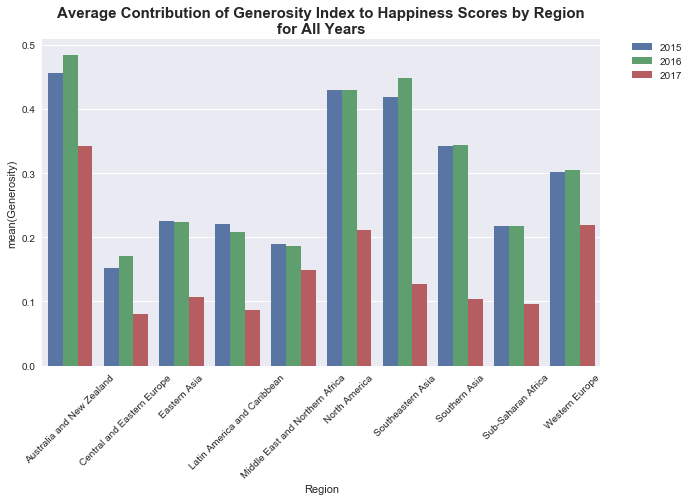 Average Contribution of Generosity Index to Happiness Scores by Region
for All Years
2015
2016
2017
mean(Generosity)
0.5
0.4
0.3
0.2
0.1
0.0
Australia and New Zealand
Central and Eastern Europe
Eastern Asia
Latin America and Caribbean
Middle East and Northern Africa
North America
Southeastern Asia
Southern Asia
Sub-Saharan Africa
Western Europe
Region